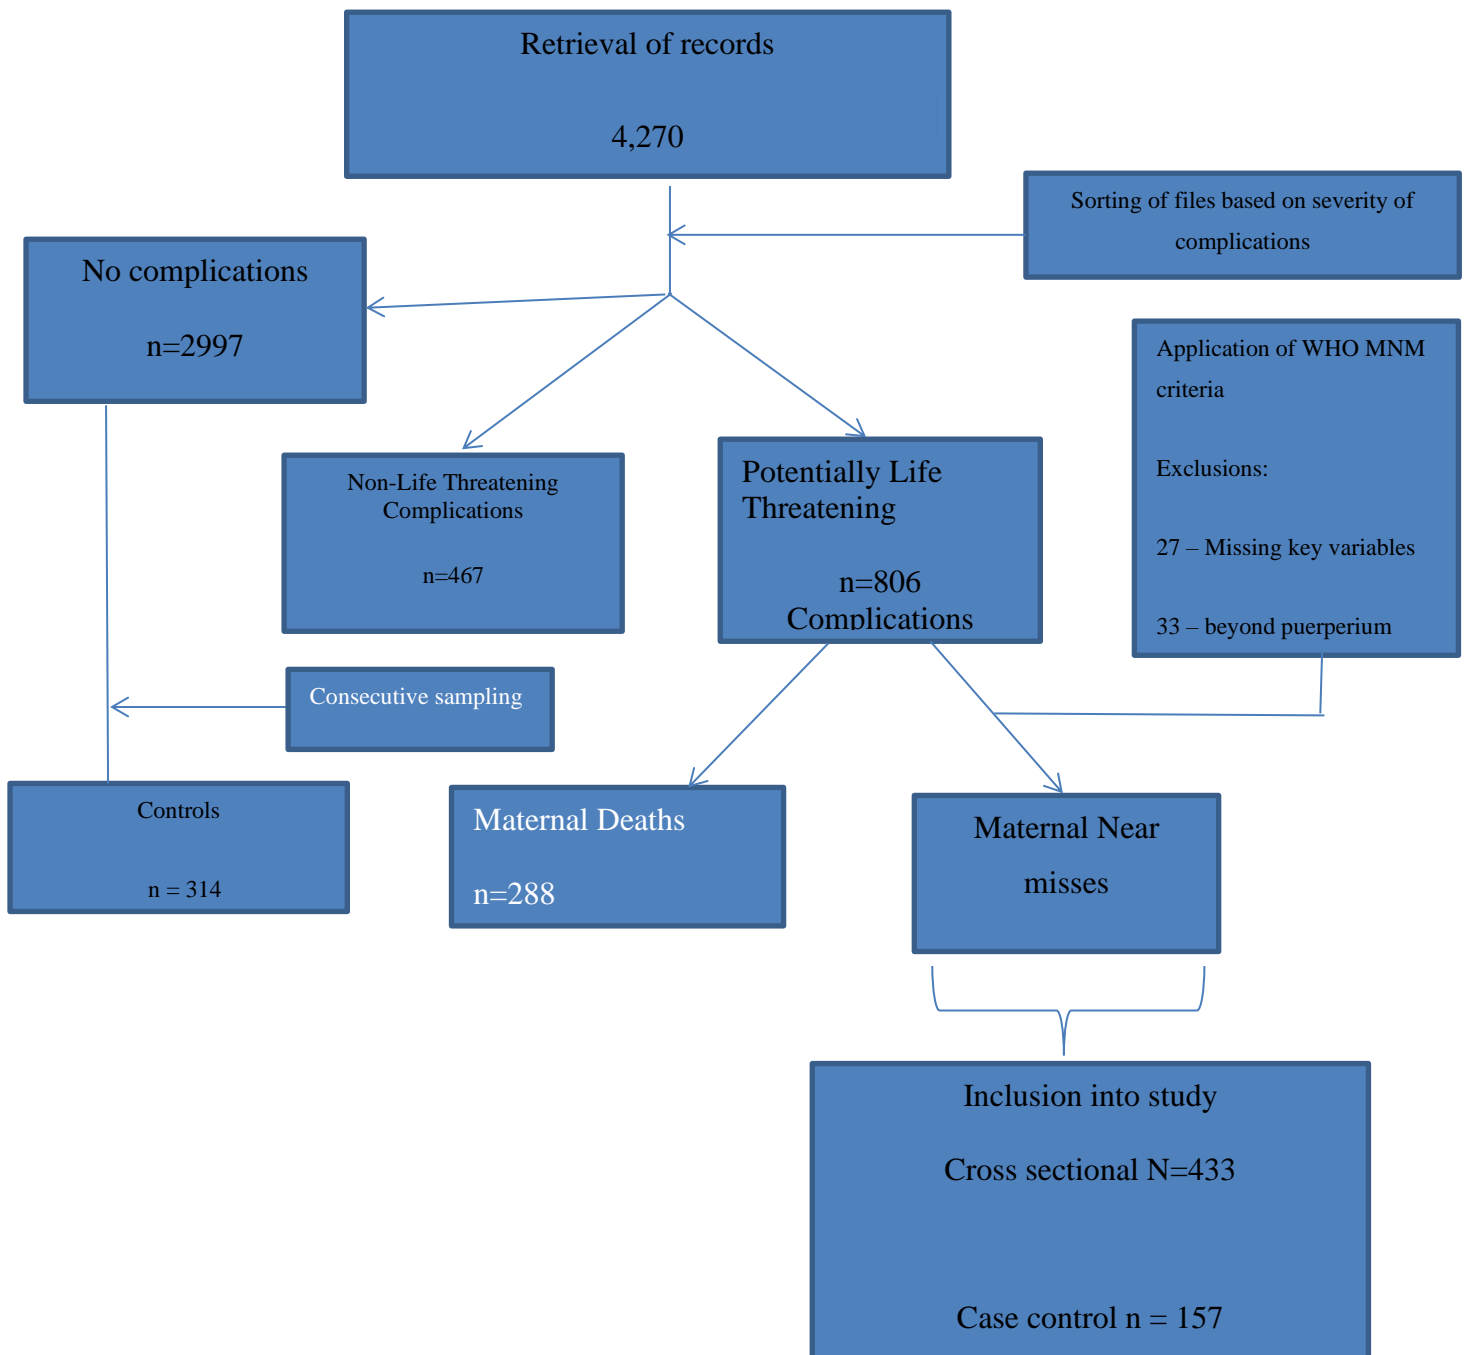 Retrieval of records
4,270
Sorting of files based on severity of
complications
No complications
n=2997
Application of WHO MNM
criteria
Exclusions:
27 – Missing key variables
33 – beyond puerperium
Non-Life Threatening
Complications
n=467
Potentially Life
Threatening
n=806
Complications
Consecutive sampling
Controls
n = 314
Maternal Deaths
n=288
Maternal Near
misses
Inclusion into study
Cross sectional N=433
Case control n = 157